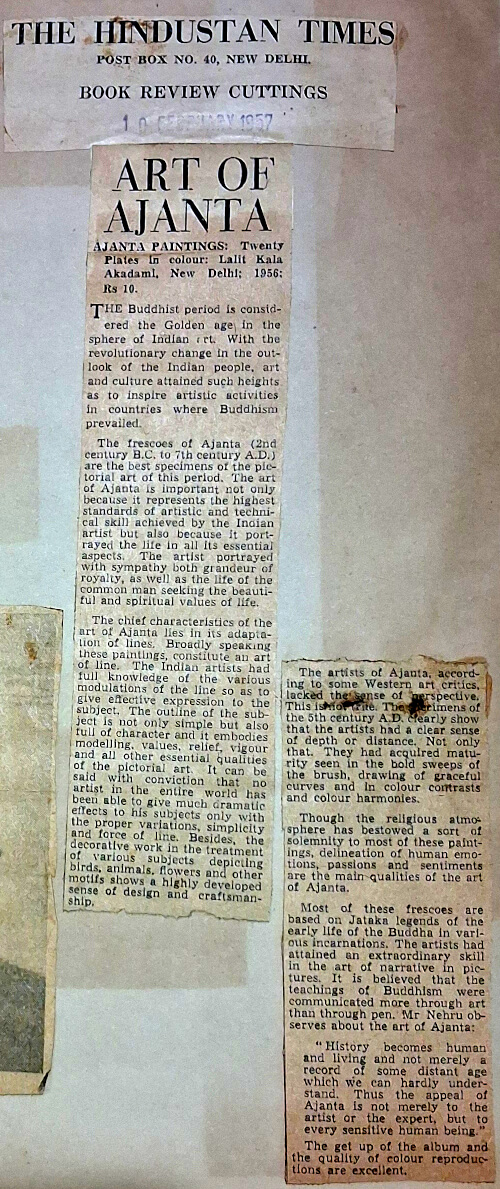 THE HINDUSTAN TIMES
POST BOX NO. 40, NEW DELHI.
BOOK REVIEW CUTTINGS
10 FEBRUARY 1957
ART OF
AJANTA
AJANTA PAINTINGS: Twenty
Plates in colour: Lalit Kala
Akadami, New Delhi; 1956;
Rs 10.
THE Buddhist period is consid-
ered the Golden age in the
sphere of Indian art. With the
revolutionary change in the out-
look of the Indian people, art
and culture attained such heights
as to inspire artistic activities
in countries where Buddhism
prevailed.
The frescoes of Ajanta (2nd
century B.C. to 7th century A.D.)
are the best specimens of the pic-
torial art of this period. The art
of Ajanta is important not only
because it represents the highest
standards of artistic and techni-
cal skill achieved by the Indian
artist but also because it port-
rayed the life in all its essential
aspects. The artist portrayed
with sympathy both grandeur of
royalty, as well as the life of the
common man seeking the beauti-
ful and spiritual values of life.
The chief characteristics of the
art of Ajanta lies in its adapta-
tion of lines. Broadly speaking
these paintings, constitute an art
of line. The Indian artists had
full knowledge of the various
modulations of the line so as to
give effective expression to the
subject. The outline of the sub-
ject is not only simple but also
full of character and it embodies
modelling, values, relief, vigour
and all other essential qualities
of the pictorial art. It can be
said with conviction that no
artist in the entire world has
been able to give much dramatic
effects to his subjects only with
the proper variations, simplicity
and force of line. Besides, the
decorative work in the treatment
of various subjects depicting
birds, animals, flowers and other
motifs shows a highly developed
sense of design and craftsman-
ship.
The artists of Ajanta, accord-
ing to some Western art critics,
lacked the sense of perspective.
This is not true. The specimens of
the 5th century A.D. clearly show
that the artists had a clear sense
of depth or distance. Not only
that. They had acquired matu-
rity seen in the bold sweeps of
the brush, drawing of graceful
curves and in colour contrasts
and colour harmonies.
Though the religious atmo-
sphere has bestowed a sort of
solemnity to most of these paint-
ings, delineation of human emo-
tions, passions and sentiments
are the main qualities of the art
of Ajanta.
Most of these frescoes are
based on Jataka legends of the
early life of the Buddha in vari-
ous incarnations. The artists had
attained an extraordinary skill
in the art of narrative in pic-
tures. It is believed that the
teachings of Buddhism were
communicated more through art
than through pen. Mr Nehru ob-
serves about the art of Ajanta:
"History becomes human
and living and not merely a
record of some distant age
which we can hardly under-
stand. Thus the appeal of
Ajanta is not merely to the
artist or the expert, but to
every sensitive human being."
The get up of the album and
the quality of colour reproduc-
tions are excellent.